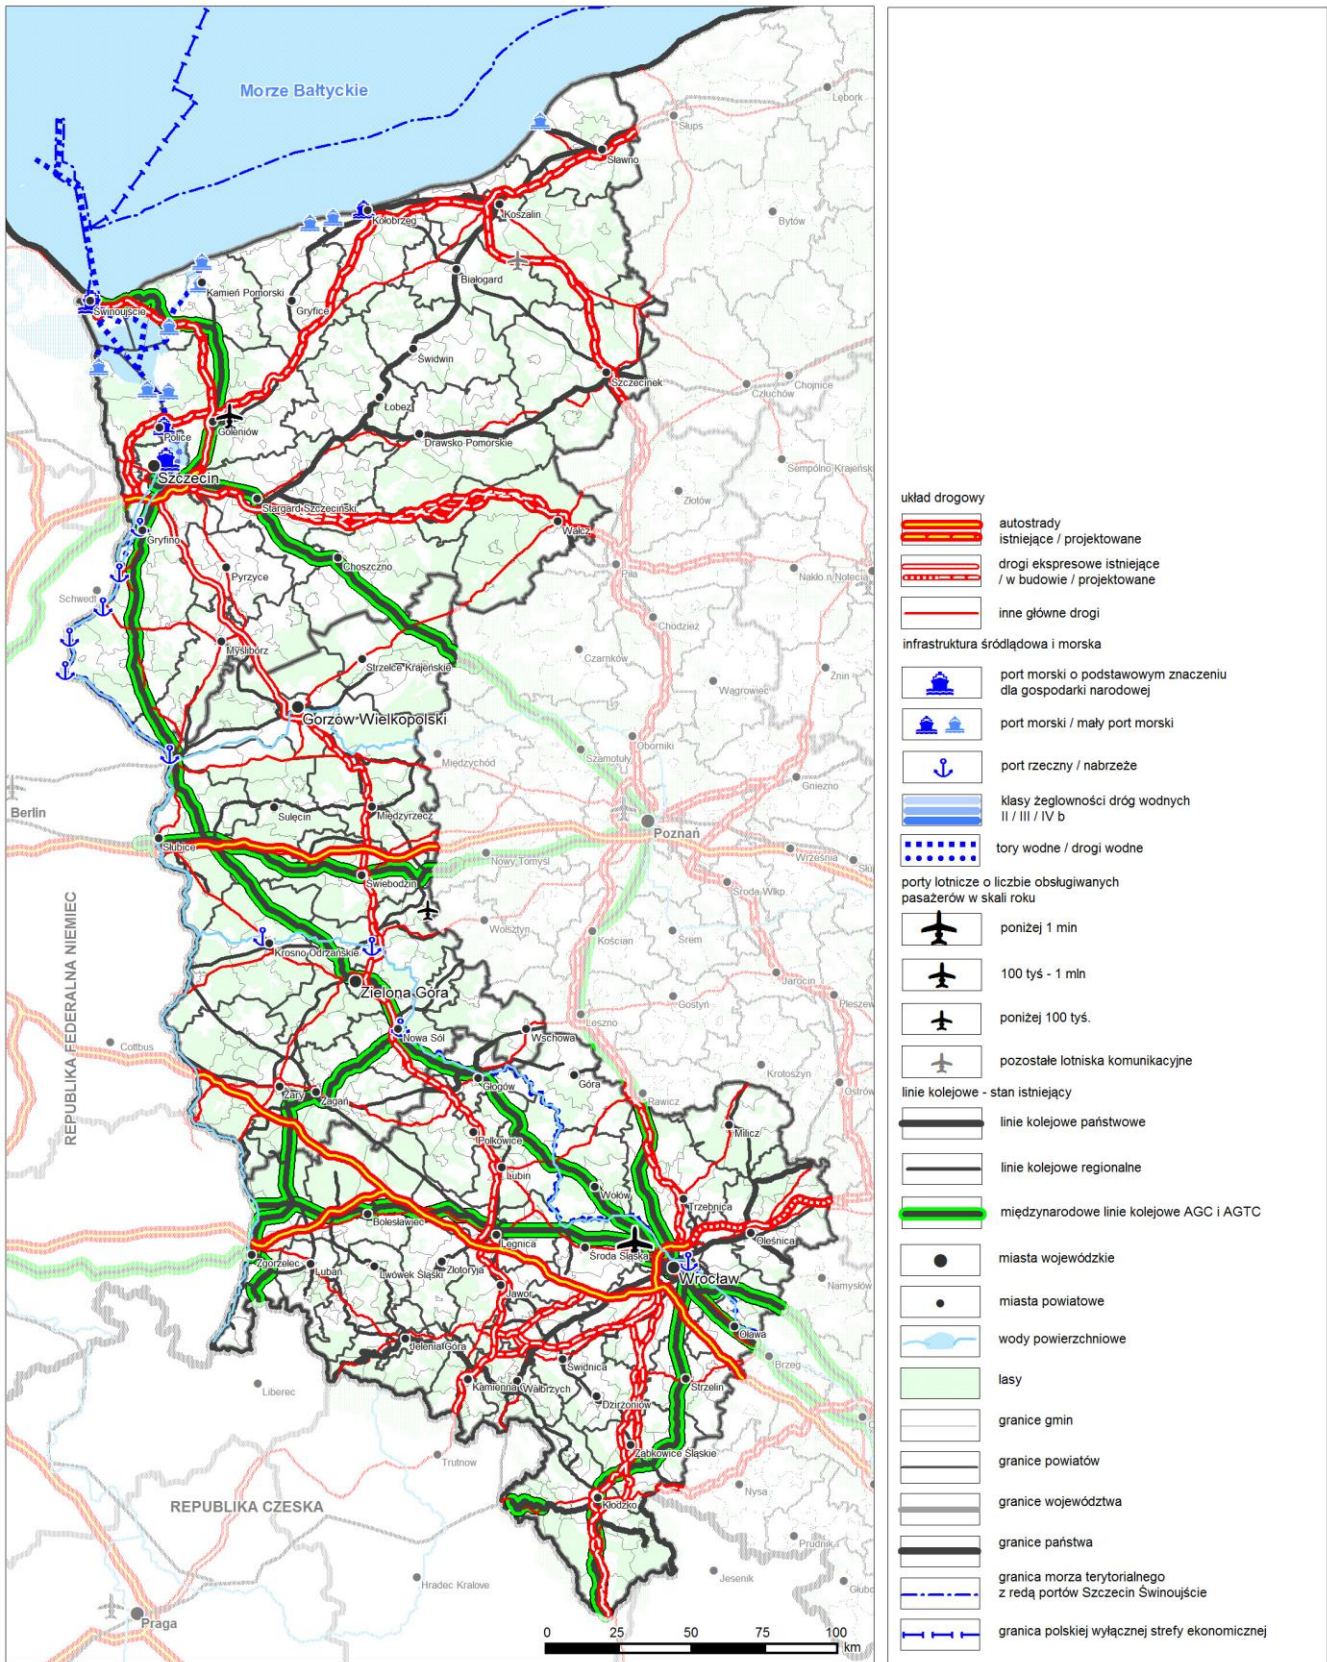 Morze Bałtyckie
Lębork
Słups
Sławno
Bytów
Koszalin
Kołobrzeg
Białogard
Kamień Pomorski
Gryfice
Świnoujście
Świdwin
Szczecinek
Chojnice
Człuchów
Łobez
Goleniów
Police
Drawsko Pomorskie
Sempólno Krajeński
Szczecin
Złotów
Stargard Szczeciński
Wałcz
Gryfino
Choszczno
Piła
Nakło n/Notecią
Pyrzyce
Schwedt
Chodzież
Myślibórz
Czarnków
Strzelce Krajeńskie
Żnin
Wągrowiec
Gorzów Wielkopolski
Oborniki
Międzychód
Szamotuły
Gniezno
Berlin
Sulęcin
Międzyrzecz
Poznań
Słubice
Września
Słup
Nowy Tomyśl
Świebodzin
Środa Wlkp.
REPUBLIKA FEDERALNA NIEMIEC
Wolsztyn
Kościan
Śrem
Krosno Odrzańskie
Jarocin
Zielona Góra
Gostyń
Pleszew
Leszno
Nowa Sól
Wschowa
Cottbus
Krotoszyn
Głogów
Góra
Ostrów
Żary
Żagań
Rawicz
Milicz
Polkowice
Lubin
Wołów
Trzebnica
Bolesławiec
Legnica
Oleśnica
Środa Śląska
Zgorzelec
Lubań
Lwówek Śląski
Złotoryja
Wrocław
Namysłów
Jawor
Oława
Jelenia Góra
Brzeg
Świdnica
Liberec
Kamienna
Wałbrzych
Strzelin
Dzirżoniów
Ząbkowice Śląskie
Trutnov
Nysa
REPUBLIKA CZESKA
Kłodzko
Prudnik
Jesenik
Hradec Kralove
Głubc
Praga
0 25 50 75 100
km
układ drogowy
autostrady
istniejące / projektowane
drogi ekspresowe istniejące
/ w budowie / projektowane
inne główne drogi
infrastruktura śródlądowa i morska
port morski o podstawowym znaczeniu
dla gospodarki narodowej
port morski / mały port morski
port rzeczny / nabrzeże
klasy żeglowności dróg wodnych
II / III / IV b
tory wodne / drogi wodne
porty lotnicze o liczbie obsługiwanych
pasażerów w skali roku
poniżej 1 min
100 tyś - 1 mln
poniżej 100 tyś.
pozostałe lotniska komunikacyjne
linie kolejowe - stan istniejący
linie kolejowe państwowe
linie kolejowe regionalne
międzynarodowe linie kolejowe AGC i AGTC
miasta wojewódzkie
miasta powiatowe
wody powierzchniowe
lasy
granice gmin
granice powiatów
granice województwa
granice państwa
granica morza terytorialnego
z redą portów Szczecin Świnoujście
granica polskiej wyłącznej strefy ekonomicznej